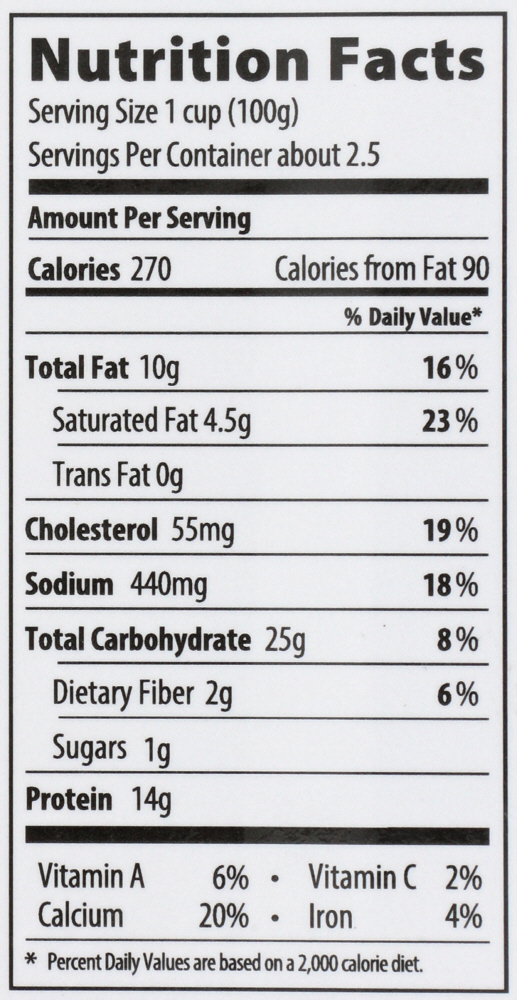 Nutrition Facts
Serving Size 1 cup (100g)
Servings Per Container about 2.5
Amount Per Serving
Calories 270 Calories from Fat 90
% Daily Value*
Total Fat 10g 16%
Saturated Fat 4.5g 23%
Trans Fat 0g
Cholesterol 55mg 19%
Sodium 440mg 18%
Total Carbohydrate 25g 8%
Dietary Fiber 2g 6%
Sugars 1g
Protein 14g
Vitamin A 6% • Vitamin C 2%
Calcium 20% • Iron 4%
* Percent Daily Values are based on a 2,000 calorie diet.